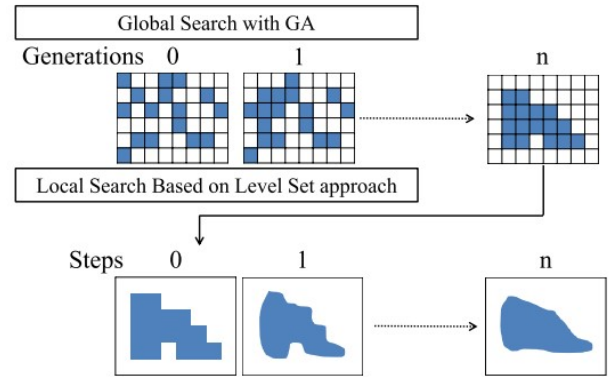 Global Search with GA
Generations 0 1 n
Local Search Based on Level Set approach
Steps 0 1 n